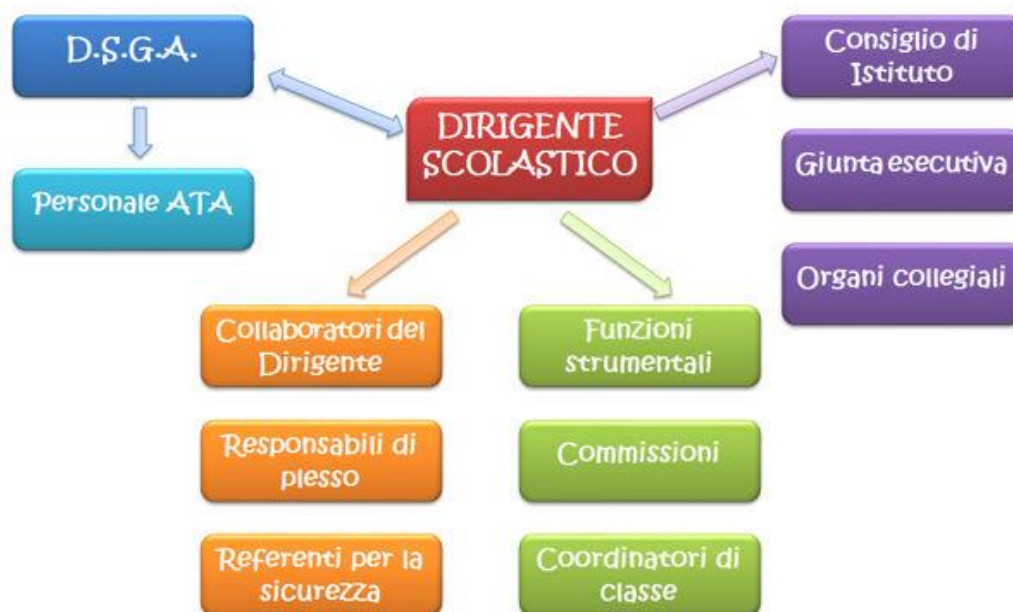 D.S.G.A.
Personale ATA
DIRIGENTE
SCOLASTICO
Consiglio di
Istituto
Giunta esecutiva
Organi collegiali
Collaboratori del
Dirigente
Responsabili di
plesso
Referenti per la
sicurezza
Funzioni
strumentali
Commissioni
Coordinatori di
classe